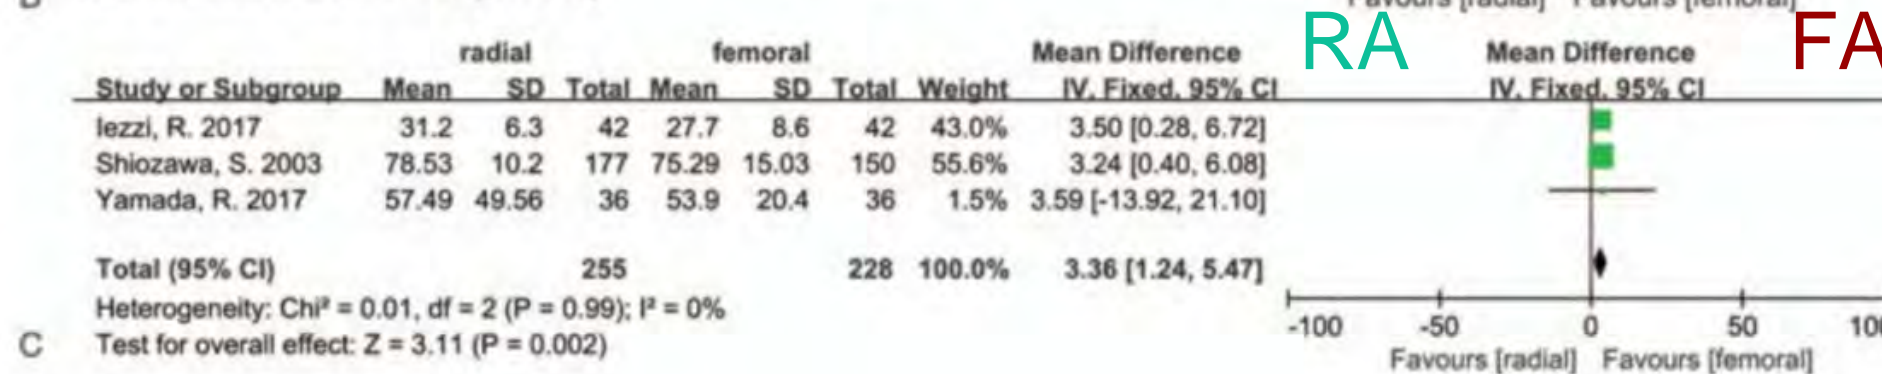 Favours [radial] Favours [femoral]
RA FA
radial femoral Mean Difference Mean Difference
Study or Subgroup Mean SD Total Mean SD Total Weight IV, Fixed, 95% CI IV, Fixed, 95% CI
Iezzi, R. 2017 31.2 6.3 42 27.7 8.6 42 43.0% 3.50 [0.28, 6.72]
Shiozawa, S. 2003 78.53 10.2 177 75.29 15.03 150 55.6% 3.24 [0.40, 6.08]
Yamada, R. 2017 57.49 49.56 36 53.9 20.4 36 1.5% 3.59 [-13.92, 21.10]
Total (95% CI) 255 228 100.0% 3.36 [1.24, 5.47]
Heterogeneity: Chi² = 0.01, df = 2 (P = 0.99); I² = 0%
-100 -50 0 50 100
C Test for overall effect: Z = 3.11 (P = 0.002)
Favours [radial] Favours [femoral]